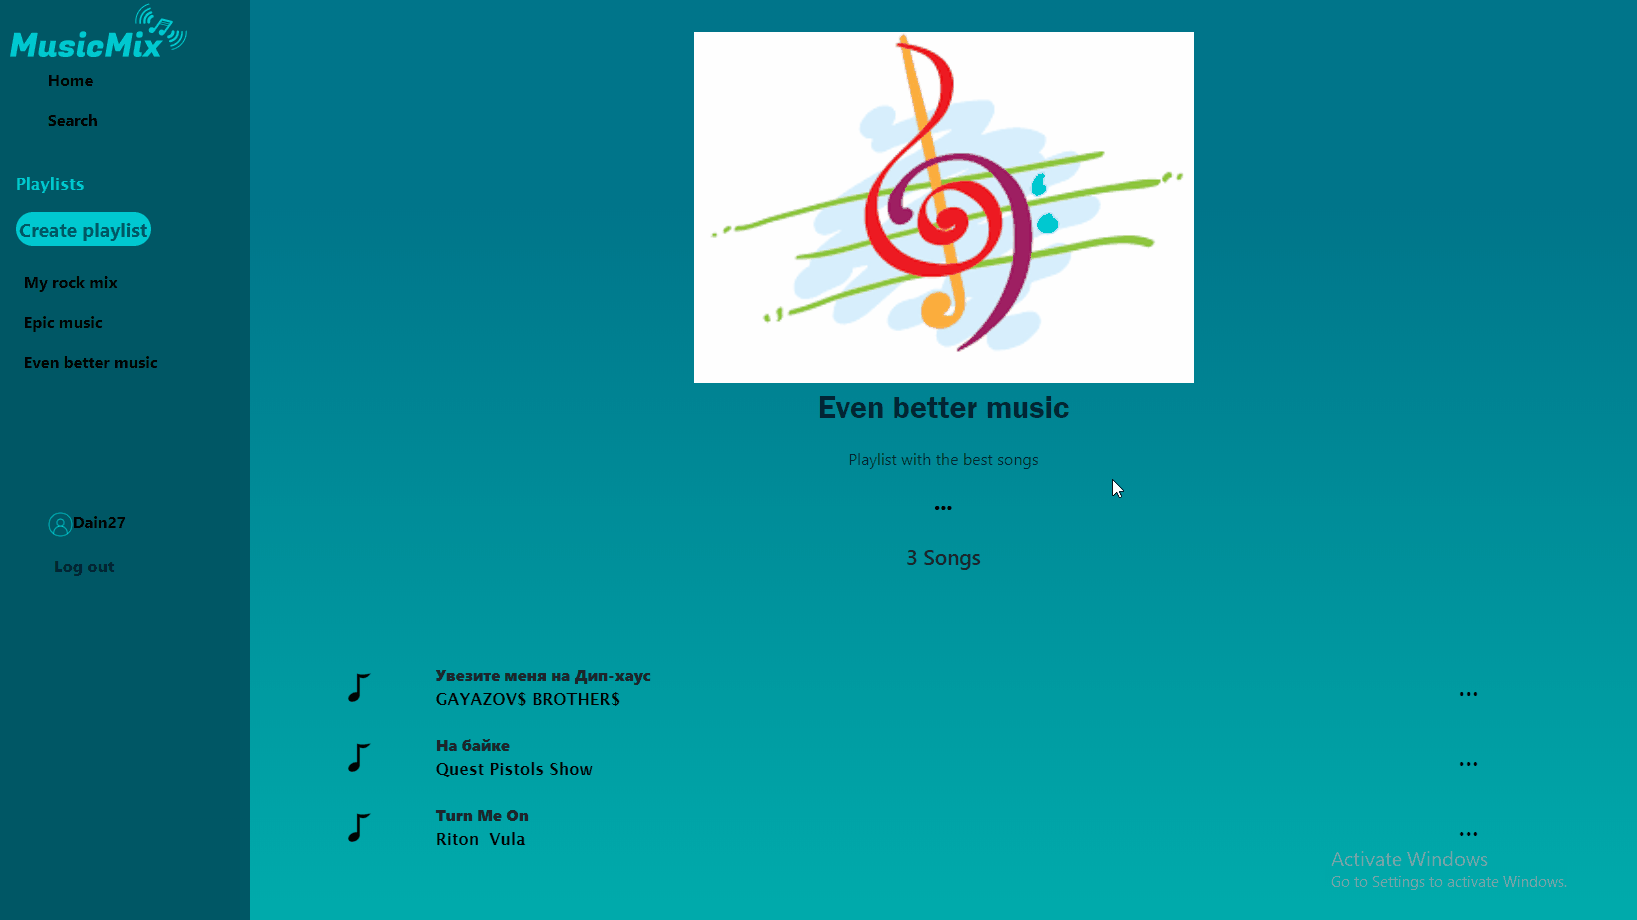 MusicMix
Home
Search
Playlists
Create playlist
My rock mix
Epic music
Even better music
Dain27
Log out
Even better music
Playlist with the best songs
...
3 Songs
Увезите меня на Дип-хаус
GAYAZOV$ BROTHER$
...
На байке
Quest Pistols Show
...
Turn Me On
Riton  Vula
...
Activate Windows
Go to Settings to activate Windows.